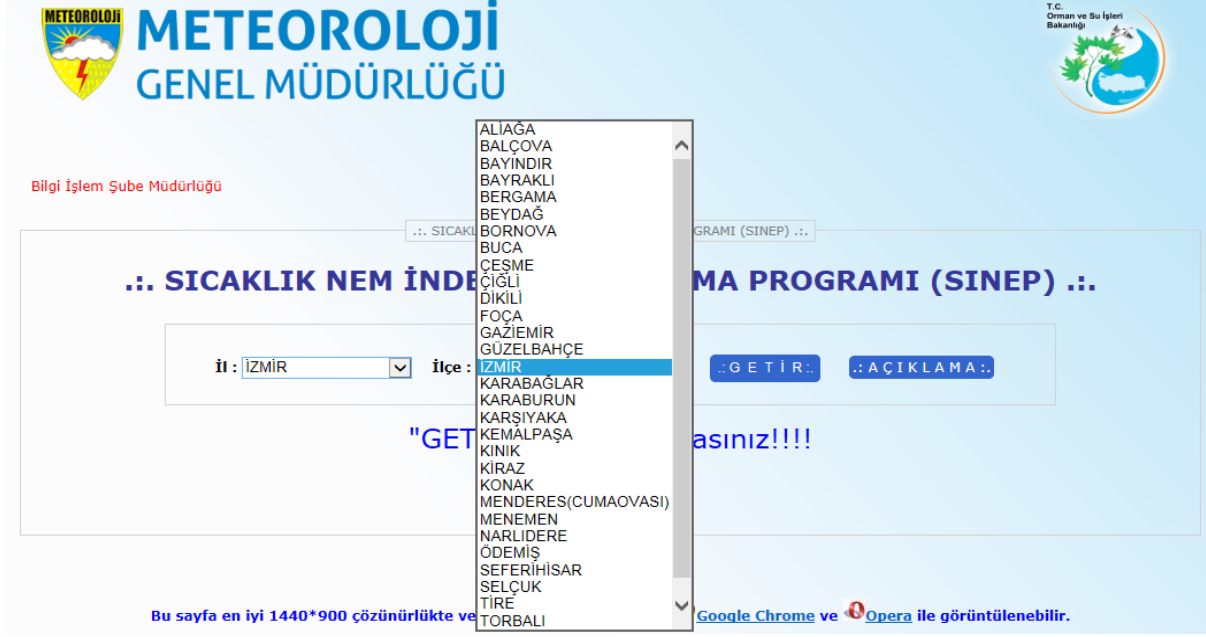 METEOROLOJİ
METEOROLOJİ
GENEL MÜDÜRLÜĞÜ
T.C.
Orman ve Su İşleri
Bakanlığı
Bilgi İşlem Şube Müdürlüğü
.:. SICAKL
GRAMI (SINEP) .:.
.:. SICAKLIK NEM İNDE
MA PROGRAMI (SINEP) .:.
İl : İZMİR İlçe :
ALİAĞA
BALÇOVA
BAYINDIR
BAYRAKLI
BERGAMA
BEYDAĞ
BORNOVA
BUCA
ÇEŞME
ÇİĞLİ
DİKİLİ
FOÇA
GAZİEMİR
GÜZELBAHÇE
İZMİR
KARABAĞLAR
KARABURUN
KARŞIYAKA
KEMALPAŞA
KINIK
KİRAZ
KONAK
MENDERES(CUMAOVASI)
MENEMEN
NARLIDERE
ÖDEMİŞ
SEFERİHİSAR
SELÇUK
TİRE
TORBALI
.:G E T İ R:. .: A Ç I K L A M A :.
"GET
asınız!!!!
Bu sayfa en iyi 1440*900 çözünürlükte ve
Google Chrome ve Opera ile görüntülenebilir.